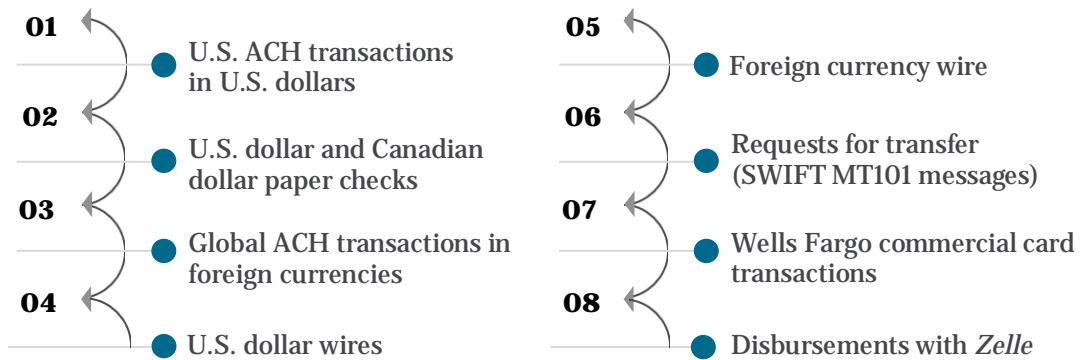 01
U.S. ACH transactions
in U.S. dollars
02
U.S. dollar and Canadian
dollar paper checks
03
Global ACH transactions in
foreign currencies
04
U.S. dollar wires
05
Foreign currency wire
06
Requests for transfer
(SWIFT MT101 messages)
07
Wells Fargo commercial card
transactions
08
Disbursements with Zelle